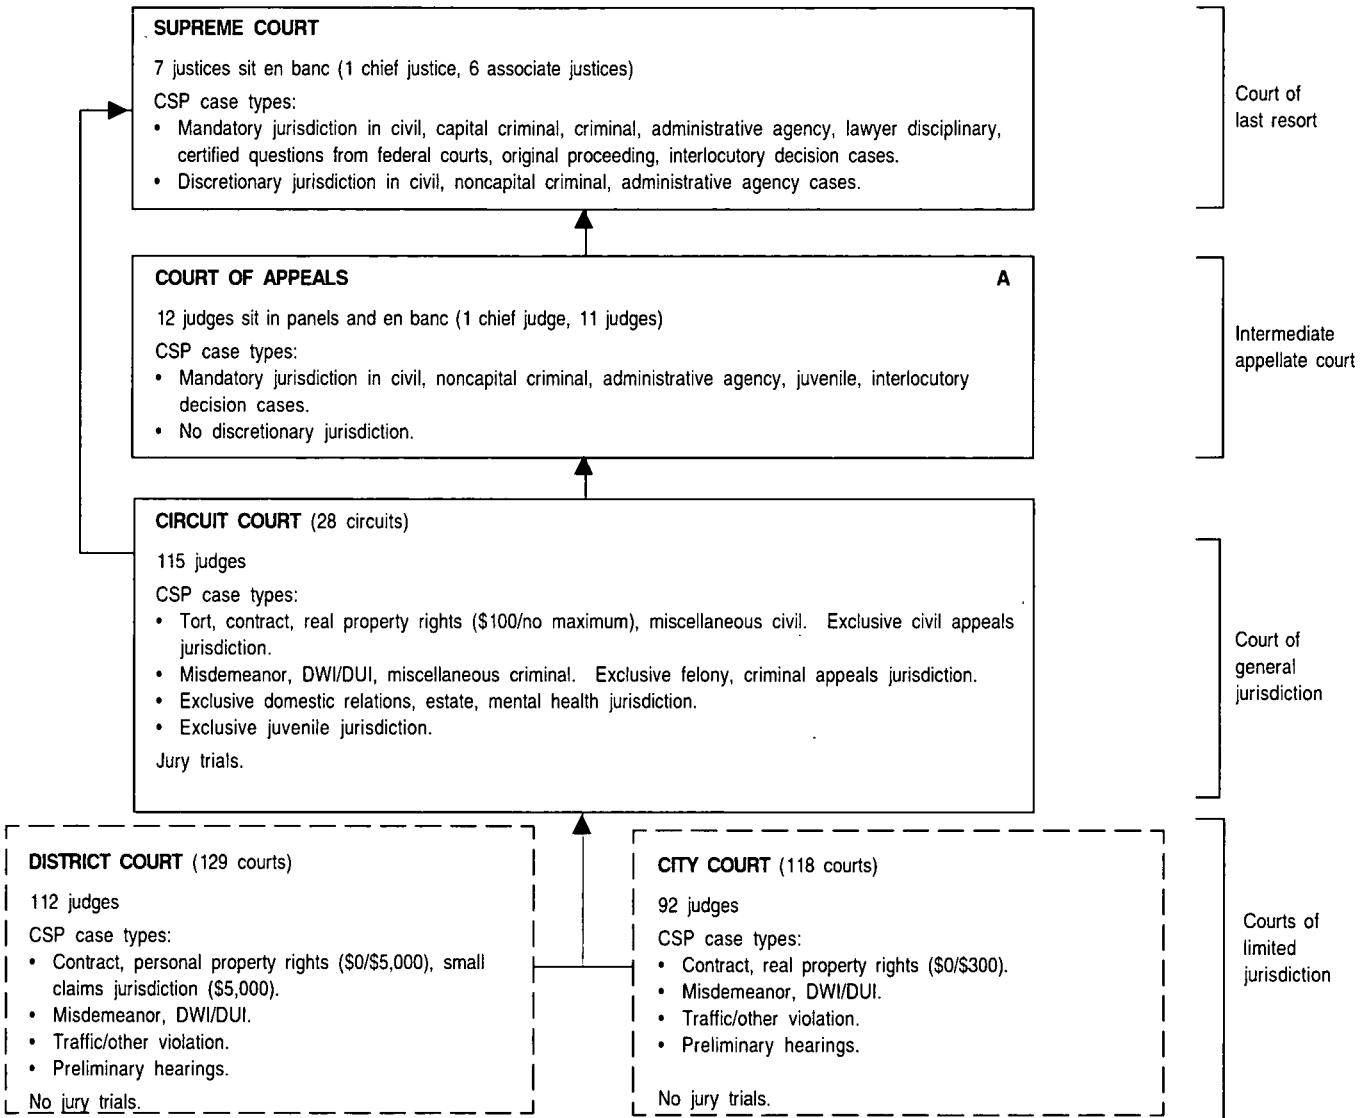 SUPREME COURT
7 justices sit en banc (1 chief justice, 6 associate justices)
CSP case types:
• Mandatory jurisdiction in civil, capital criminal, criminal, administrative agency, lawyer disciplinary,
certified questions from federal courts, original proceeding, interlocutory decision cases.
• Discretionary jurisdiction in civil, noncapital criminal, administrative agency cases.
Court of
last resort
COURT OF APPEALS A
12 judges sit in panels and en banc (1 chief judge, 11 judges)
CSP case types:
• Mandatory jurisdiction in civil, noncapital criminal, administrative agency, juvenile, interlocutory
decision cases.
• No discretionary jurisdiction.
Intermediate
appellate court
CIRCUIT COURT (28 circuits)
115 judges
CSP case types:
• Tort, contract, real property rights ($100/no maximum), miscellaneous civil. Exclusive civil appeals
jurisdiction.
• Misdemeanor, DWI/DUI, miscellaneous criminal. Exclusive felony, criminal appeals jurisdiction.
• Exclusive domestic relations, estate, mental health jurisdiction.
• Exclusive juvenile jurisdiction.
Jury trials.
Court of
general
jurisdiction
DISTRICT COURT (129 courts)
112 judges
CSP case types:
• Contract, personal property rights ($0/$5,000), small
claims jurisdiction ($5,000).
• Misdemeanor, DWI/DUI.
• Traffic/other violation.
• Preliminary hearings.
No jury trials.
CITY COURT (118 courts)
92 judges
CSP case types:
• Contract, real property rights ($0/$300).
• Misdemeanor, DWI/DUI.
• Traffic/other violation.
• Preliminary hearings.
No jury trials.
Courts of
limited
jurisdiction